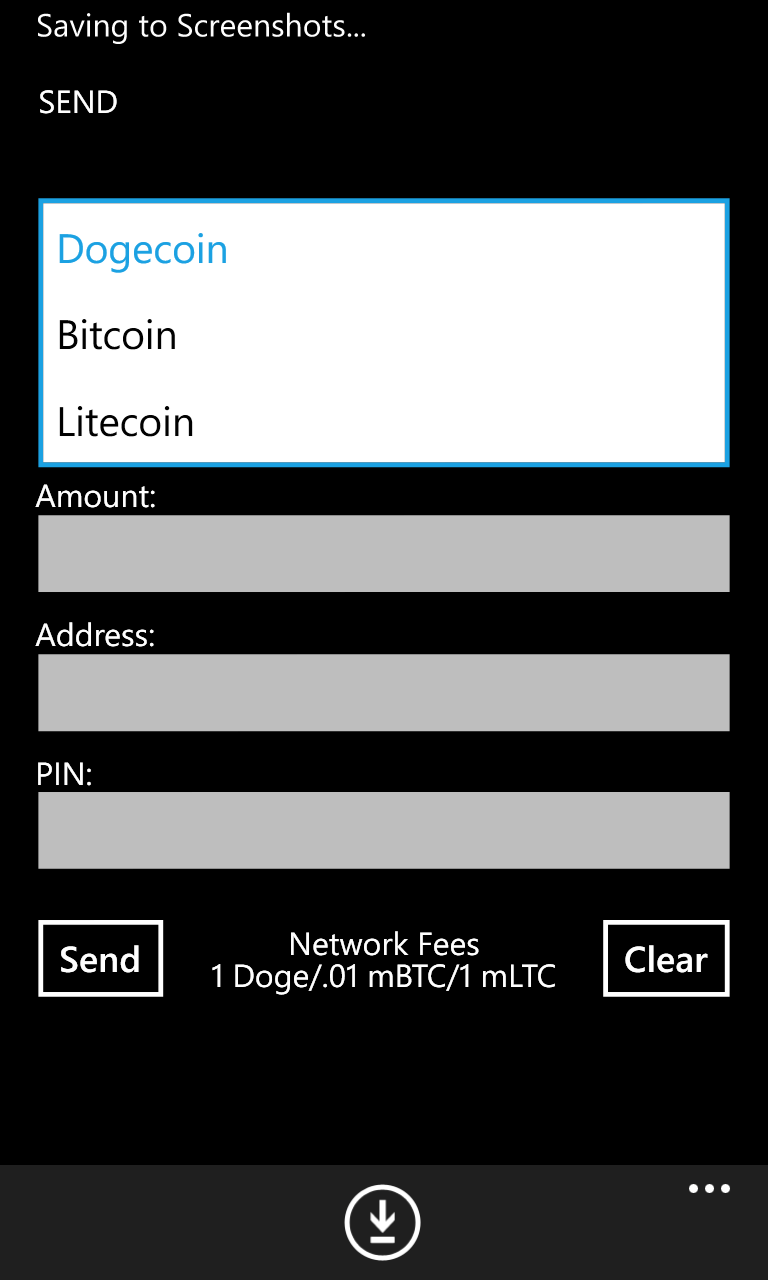 Saving to Screenshots...
SEND
Dogecoin
Bitcoin
Litecoin
Amount:
Address:
PIN:
Send
Network Fees
1 Doge/.01 mBTC/1 mLTC
Clear